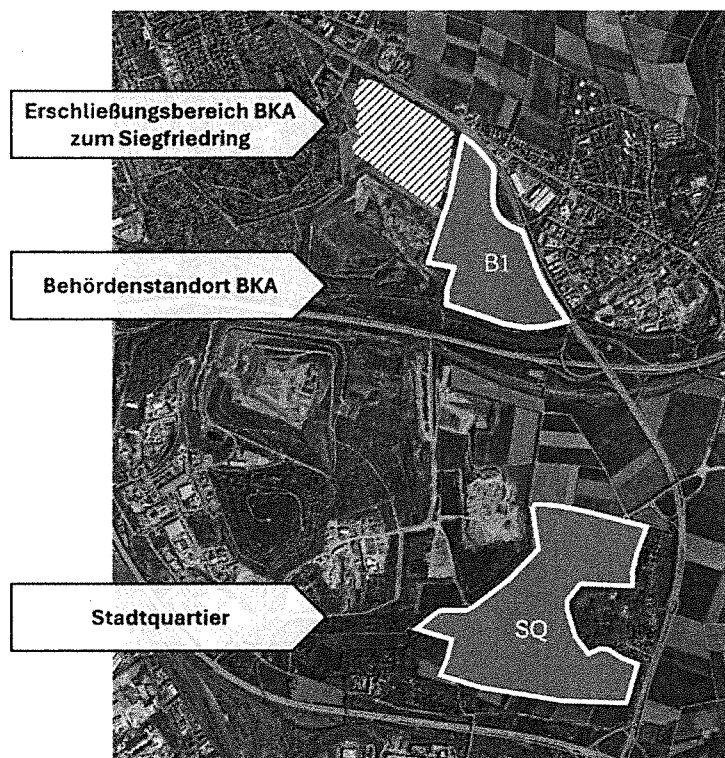 Erschließungsbereich BKA
zum Siegfriedring
B1
Behördenstandort BKA
Stadtquartier
SQ